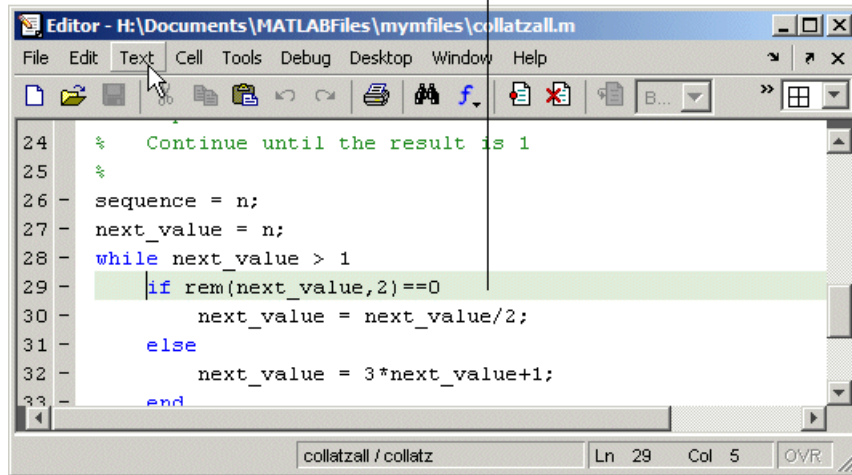 Editor - H:\Documents\MATLABFiles\mymfiles\collatzall.m
File Edit Text Cell Tools Debug Desktop Window Help
B...
24 % Continue until the result is 1
25 %
26 - sequence = n;
27 - next_value = n;
28 - while next_value > 1
29 - if rem(next_value,2)==0
30 - next_value = next_value/2;
31 - else
32 - next_value = 3*next_value+1;
33 - end
collatzall / collatz Ln 29 Col 5 OVR